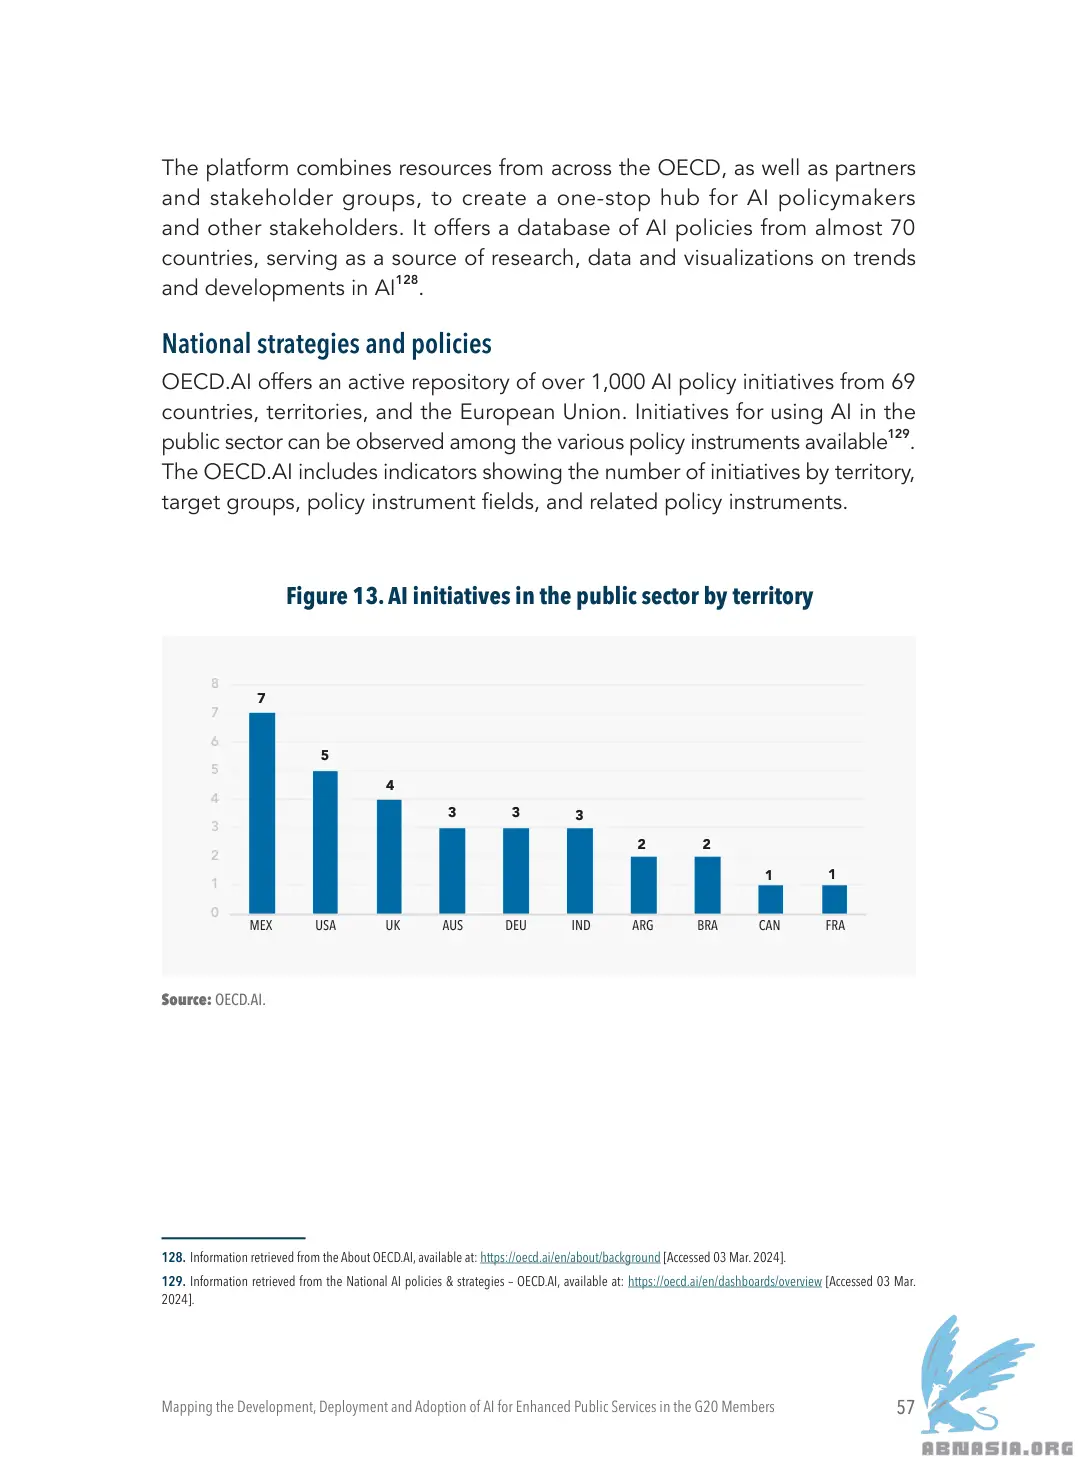 The platform combines resources from across the OECD, as well as partners
and stakeholder groups, to create a one-stop hub for AI policymakers
and other stakeholders. It offers a database of AI policies from almost 70
countries, serving as a source of research, data and visualizations on trends
and developments in AI128.
National strategies and policies
OECD.AI offers an active repository of over 1,000 AI policy initiatives from 69
countries, territories, and the European Union. Initiatives for using AI in the
public sector can be observed among the various policy instruments available129.
The OECD.AI includes indicators showing the number of initiatives by territory,
target groups, policy instrument fields, and related policy instruments.
Figure 13. AI initiatives in the public sector by territory
8
7
6
5
4
3
2
1
0
7 5 4 3 3 3 2 2 1 1
MEX USA UK AUS DEU IND ARG BRA CAN FRA
Source: OECD.AI.
128. Information retrieved from the About OECD.AI, available at: https://oecd.ai/en/about/background [Accessed 03 Mar. 2024].
129. Information retrieved from the National AI policies & strategies – OECD.AI, available at: https://oecd.ai/en/dashboards/overview [Accessed 03 Mar.
2024].
Mapping the Development, Deployment and Adoption of AI for Enhanced Public Services in the G20 Members 57
ABNASIA.ORG